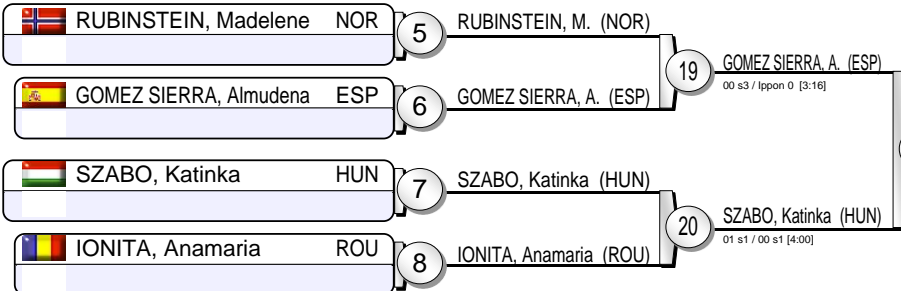 RUBINSTEIN, Madelene NOR
5
RUBINSTEIN, M. (NOR)
19
GOMEZ SIERRA, A. (ESP)
00 s3 / Ippon 0 [3:16]
GOMEZ SIERRA, Almudena ESP
6
GOMEZ SIERRA, A. (ESP)
SZABO, Katinka HUN
7
SZABO, Katinka (HUN)
20
SZABO, Katinka (HUN)
01 s1 / 00 s1 [4:00]
IONITA, Anamaria ROU
8
IONITA, Anamaria (ROU)